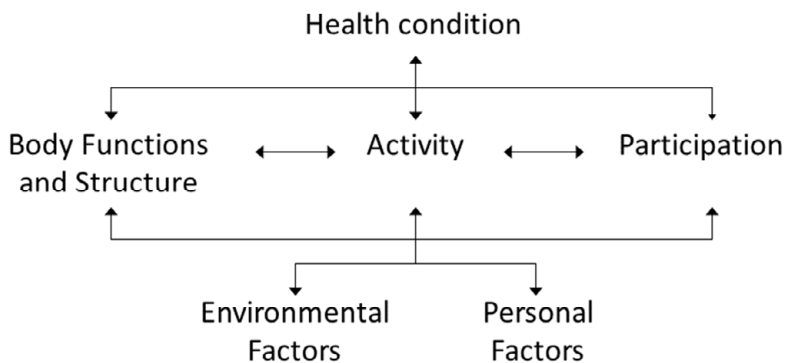 Health condition
Body Functions
and Structure
Activity
Participation
Environmental
Factors
Personal
Factors